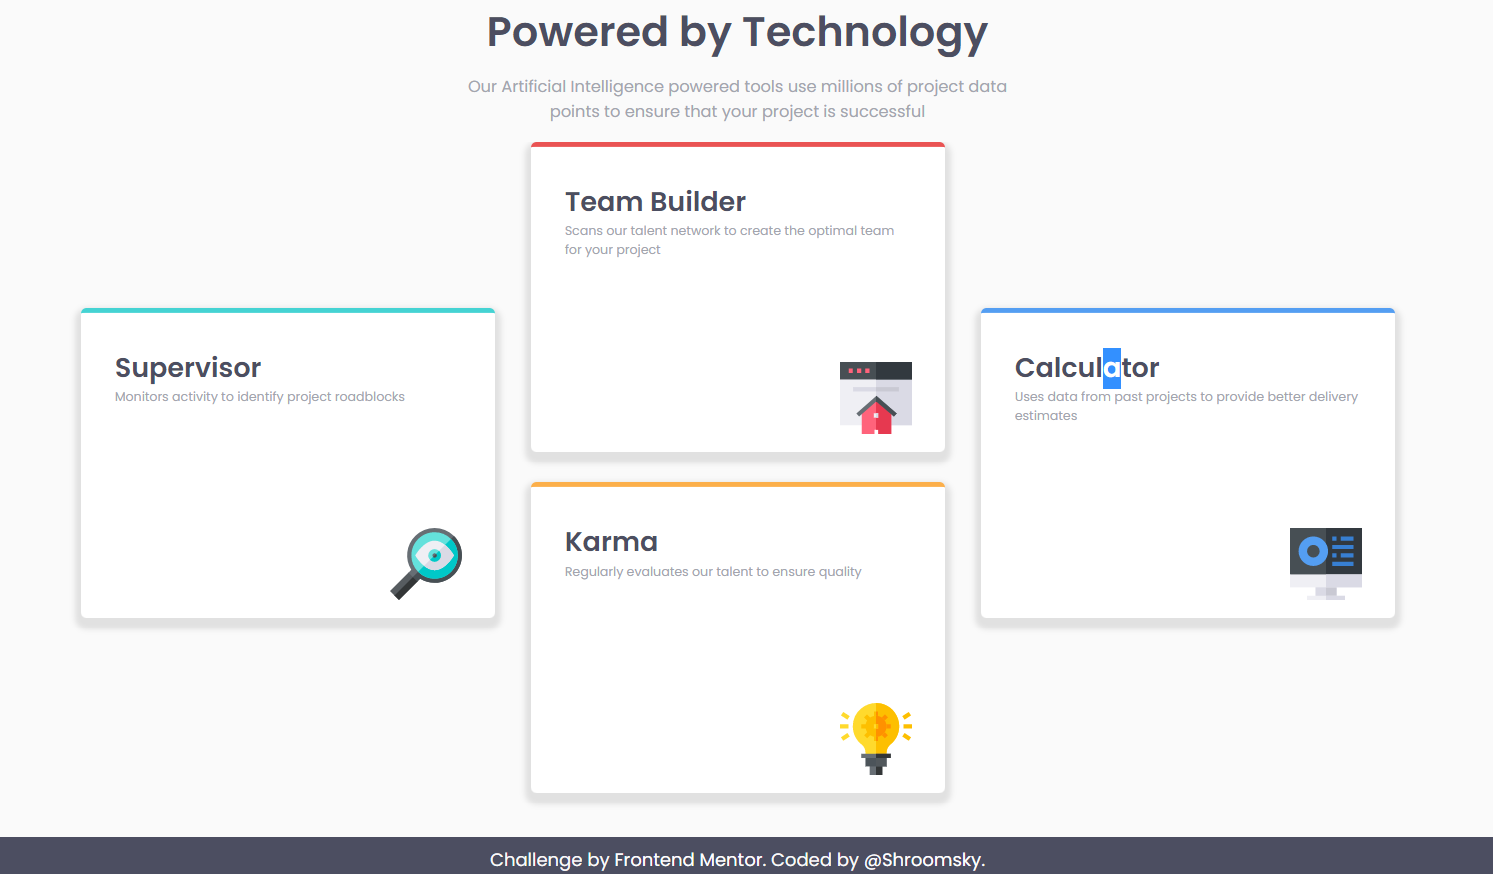 Powered by Technology
Our Artificial Intelligence powered tools use millions of project data
points to ensure that your project is successful
Team Builder
Scans our talent network to create the optimal team
for your project
Supervisor
Monitors activity to identify project roadblocks
Calculator
Uses data from past projects to provide better delivery
estimates
Karma
Regularly evaluates our talent to ensure quality
Challenge by Frontend Mentor. Coded by @Shroomsky.